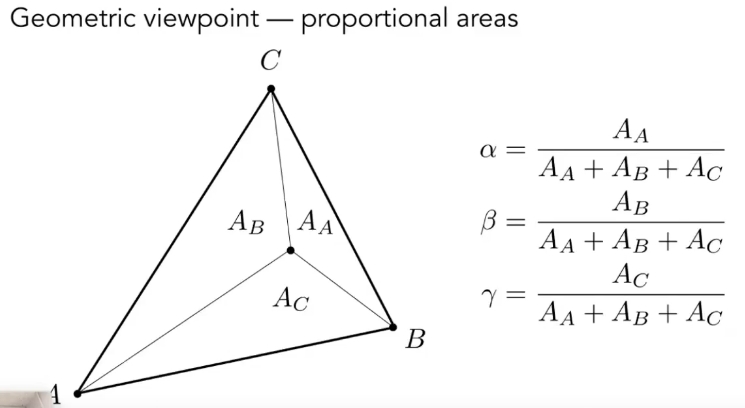 Geometric viewpoint — proportional areas
C
A_B A_A
A_C
B
A
α = A_A / (A_A + A_B + A_C)
β = A_B / (A_A + A_B + A_C)
γ = A_C / (A_A + A_B + A_C)